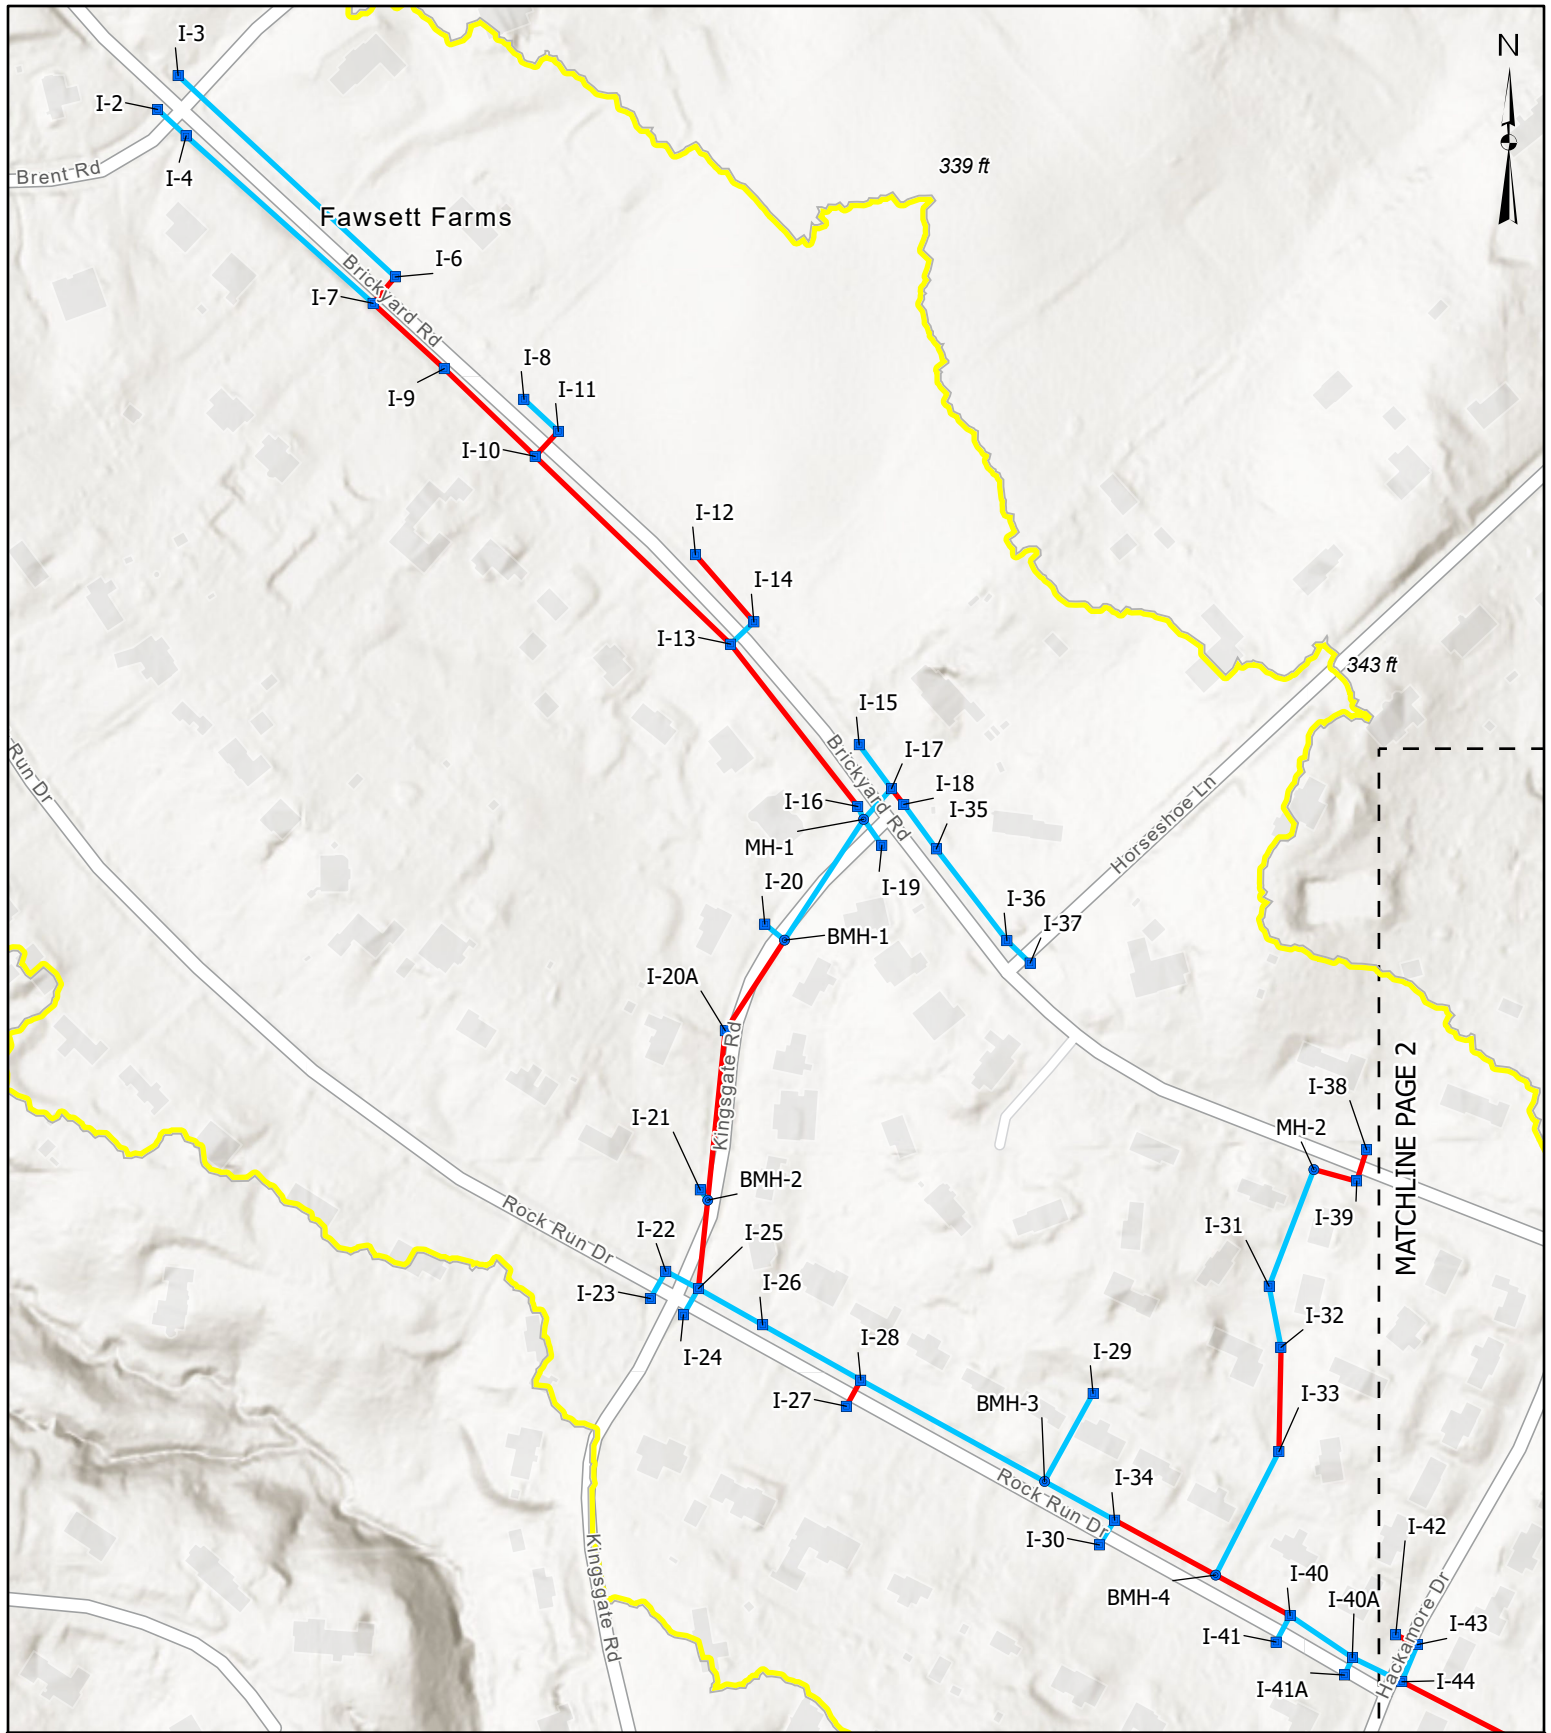 I-3
N
I-2
339 ft
Brent Rd
I-4
Fawsett Farms
I-6
Brickyard Rd
I-7
I-8
I-11
I-9
I-10
I-12
I-14
I-13
343 ft
I-15
Brickyard Rd
I-17
Run Dr
I-18
I-16
I-35
Horseshoe Ln
MH-1
I-20
I-19
I-36
I-37
BMH-1
I-20A
Kingsgate Rd
MATCHLINE PAGE 2
I-38
I-21
MH-2
BMH-2
I-39
Rock Run Dr
I-22
I-25
I-31
I-23
I-26
I-32
I-24
I-28
I-29
I-27
BMH-3
I-33
Rock Run Dr
I-34
I-30
I-42
Kingsgate Rd
BMH-4
I-40
I-40A
Hackamore Dr
I-43
I-41
I-41A
I-44